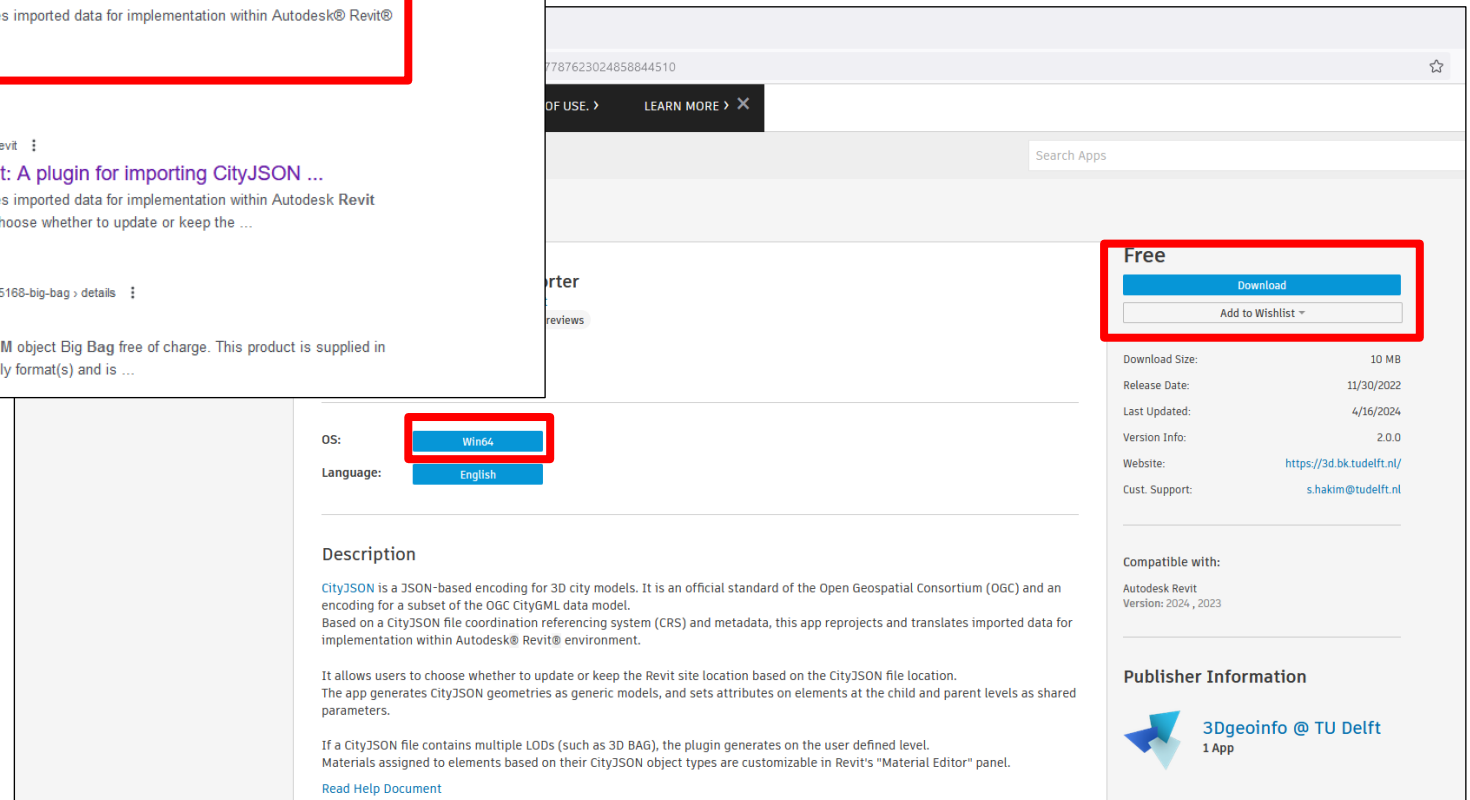 es imported data for implementation within Autodesk® Revit®
evit
t: A plugin for importing CityJSON ...
es imported data for implementation within Autodesk Revit
hoose whether to update or keep the ...
5168-big-bag › details
M object Big Bag free of charge. This product is supplied in
ly format(s) and is ...
7787623024858844510
OF USE. › LEARN MORE › X
Search Apps
orter
reviews
OS: Win64
Language: English
Description
CityJSON is a JSON-based encoding for 3D city models. It is an official standard of the Open Geospatial Consortium (OGC) and an
encoding for a subset of the OGC CityGML data model.
Based on a CityJSON file coordination referencing system (CRS) and metadata, this app reprojects and translates imported data for
implementation within Autodesk® Revit® environment.
It allows users to choose whether to update or keep the Revit site location based on the CityJSON file location.
The app generates CityJSON geometries as generic models, and sets attributes on elements at the child and parent levels as shared
parameters.
If a CityJSON file contains multiple LODs (such as 3D BAG), the plugin generates on the user defined level.
Materials assigned to elements based on their CityJSON object types are customizable in Revit's "Material Editor" panel.
Read Help Document
Free
Download
Add to Wishlist
Download Size: 10 MB
Release Date: 11/30/2022
Last Updated: 4/16/2024
Version Info: 2.0.0
Website: https://3d.bk.tudelft.nl/
Cust. Support: s.hakim@tudelft.nl
Compatible with:
Autodesk Revit
Version: 2024 , 2023
Publisher Information
3Dgeoinfo @ TU Delft
1 App